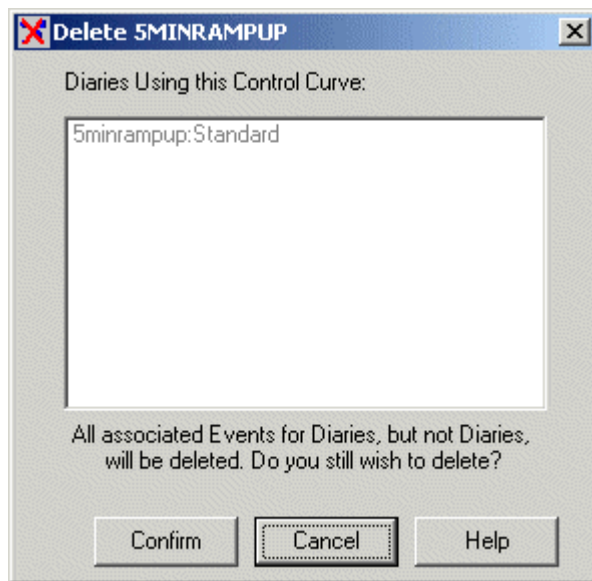 Delete 5MINRAMPUP
Diaries Using this Control Curve:
5minrampup:Standard
All associated Events for Diaries, but not Diaries,
will be deleted. Do you still wish to delete?
Confirm
Cancel
Help